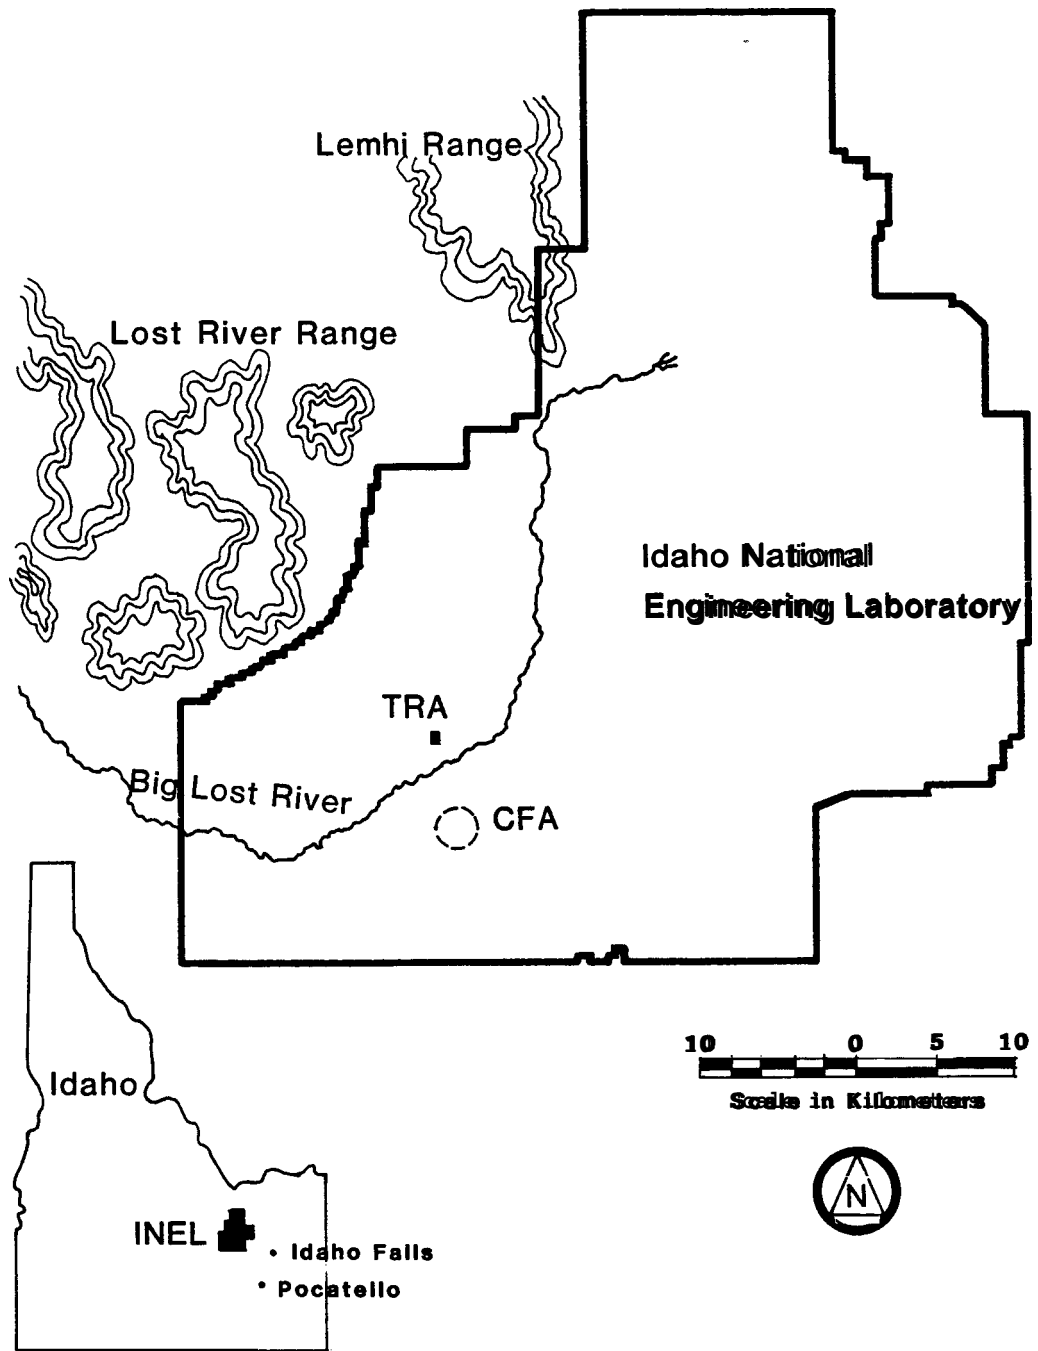 Lemhi Range
Lost River Range
Idaho National
Engineering Laboratory
TRA
Big Lost River
CFA
10 0 5 10
Scale in Kilometers
N
Idaho
INEL
Idaho Falls
Pocatello